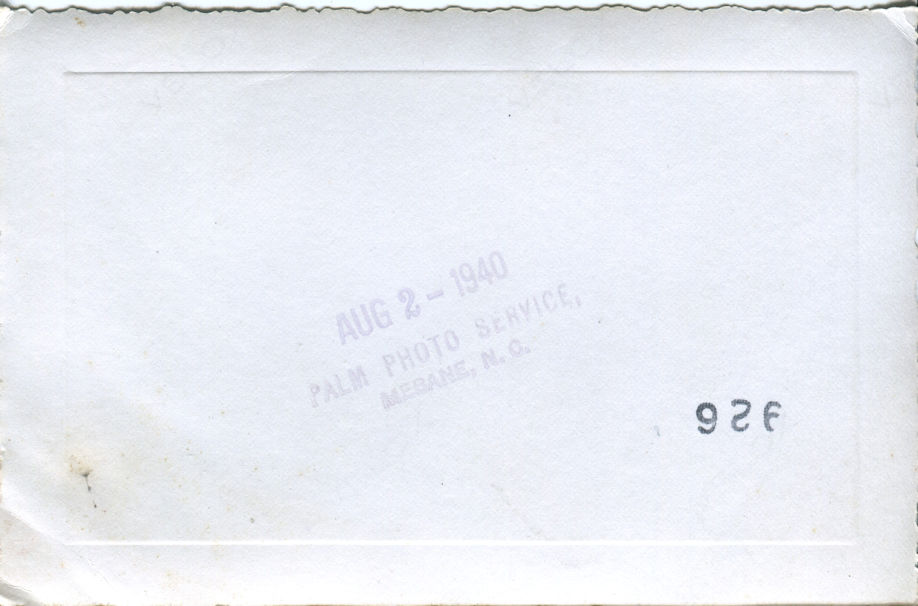 AUG 2 - 1940
PALM PHOTO SERVICE,
MEBANE, N. C.
926